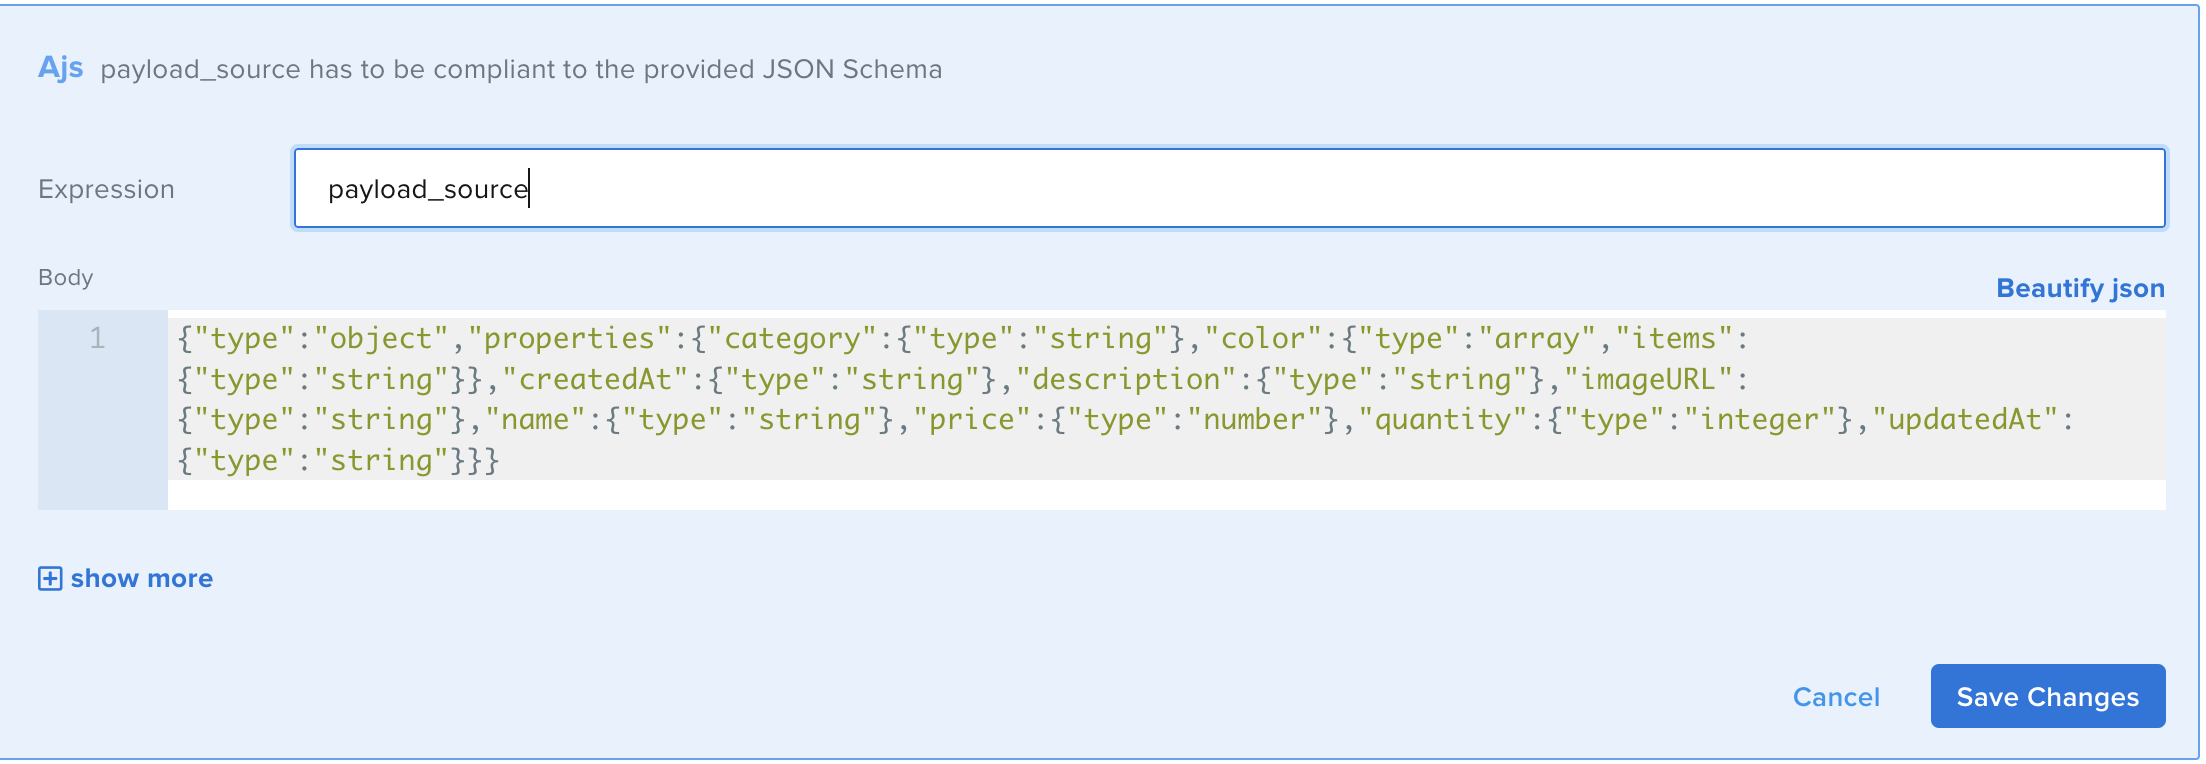 Ajs payload_source has to be compliant to the provided JSON Schema
Expression payload_source
Body
Beautify json
1 {"type":"object","properties":{"category":{"type":"string"},"color":{"type":"array","items":
{"type":"string"}},"createdAt":{"type":"string"},"description":{"type":"string"},"imageURL":
{"type":"string"},"name":{"type":"string"},"price":{"type":"number"},"quantity":{"type":"integer"},"updatedAt":
{"type":"string"}}}
show more
Cancel Save Changes